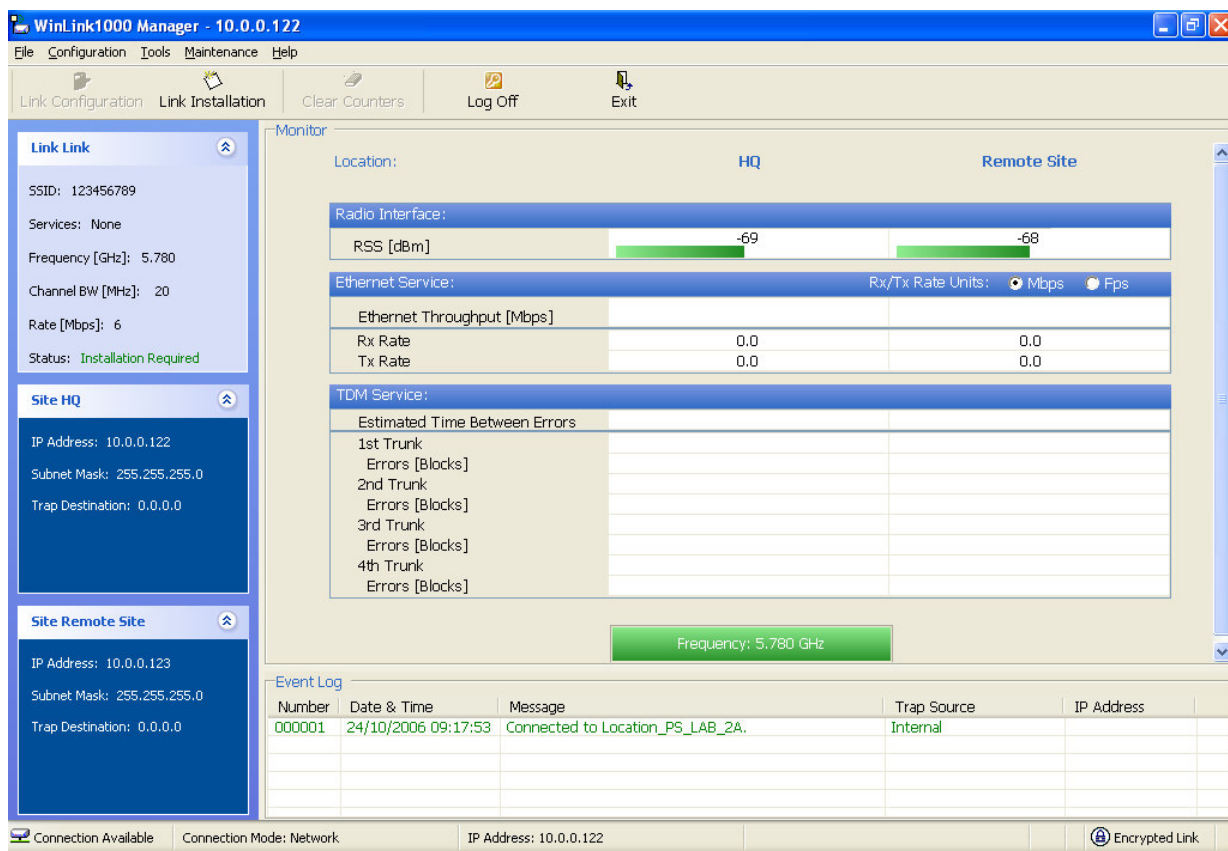 WinLink1000 Manager - 10.0.0.122
File Configuration Tools Maintenance Help
Link Configuration Link Installation Clear Counters Log Off Exit
Link Link
SSID: 123456789
Services: None
Frequency [GHz]: 5.780
Channel BW [MHz]: 20
Rate [Mbps]: 6
Status: Installation Required
Site HQ
IP Address: 10.0.0.122
Subnet Mask: 255.255.255.0
Trap Destination: 0.0.0.0
Site Remote Site
IP Address: 10.0.0.123
Subnet Mask: 255.255.255.0
Trap Destination: 0.0.0.0
Monitor
Location: HQ Remote Site
Radio Interface:
RSS [dBm] -69 -68
Ethernet Service: Rx/Tx Rate Units: Mbps Fps
Ethernet Throughput [Mbps]
Rx Rate 0.0 0.0
Tx Rate 0.0 0.0
TDM Service:
Estimated Time Between Errors
1st Trunk
Errors [Blocks]
2nd Trunk
Errors [Blocks]
3rd Trunk
Errors [Blocks]
4th Trunk
Errors [Blocks]
Frequency: 5.780 GHz
Event Log
Number Date & Time Message Trap Source IP Address
000001 24/10/2006 09:17:53 Connected to Location_PS_LAB_2A. Internal
Connection Available Connection Mode: Network IP Address: 10.0.0.122 Encrypted Link